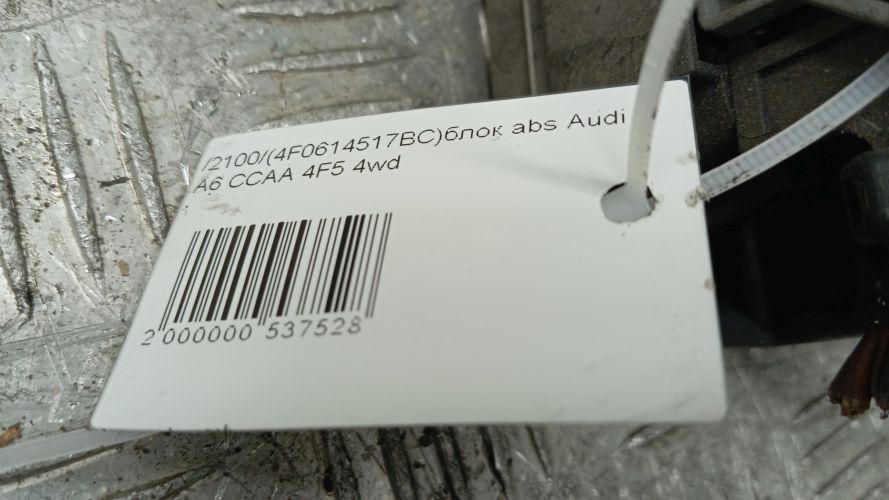 /2100/(4F0614517BC)блок abs Audi
A6 CCAA 4F5 4wd
2 000000 537528